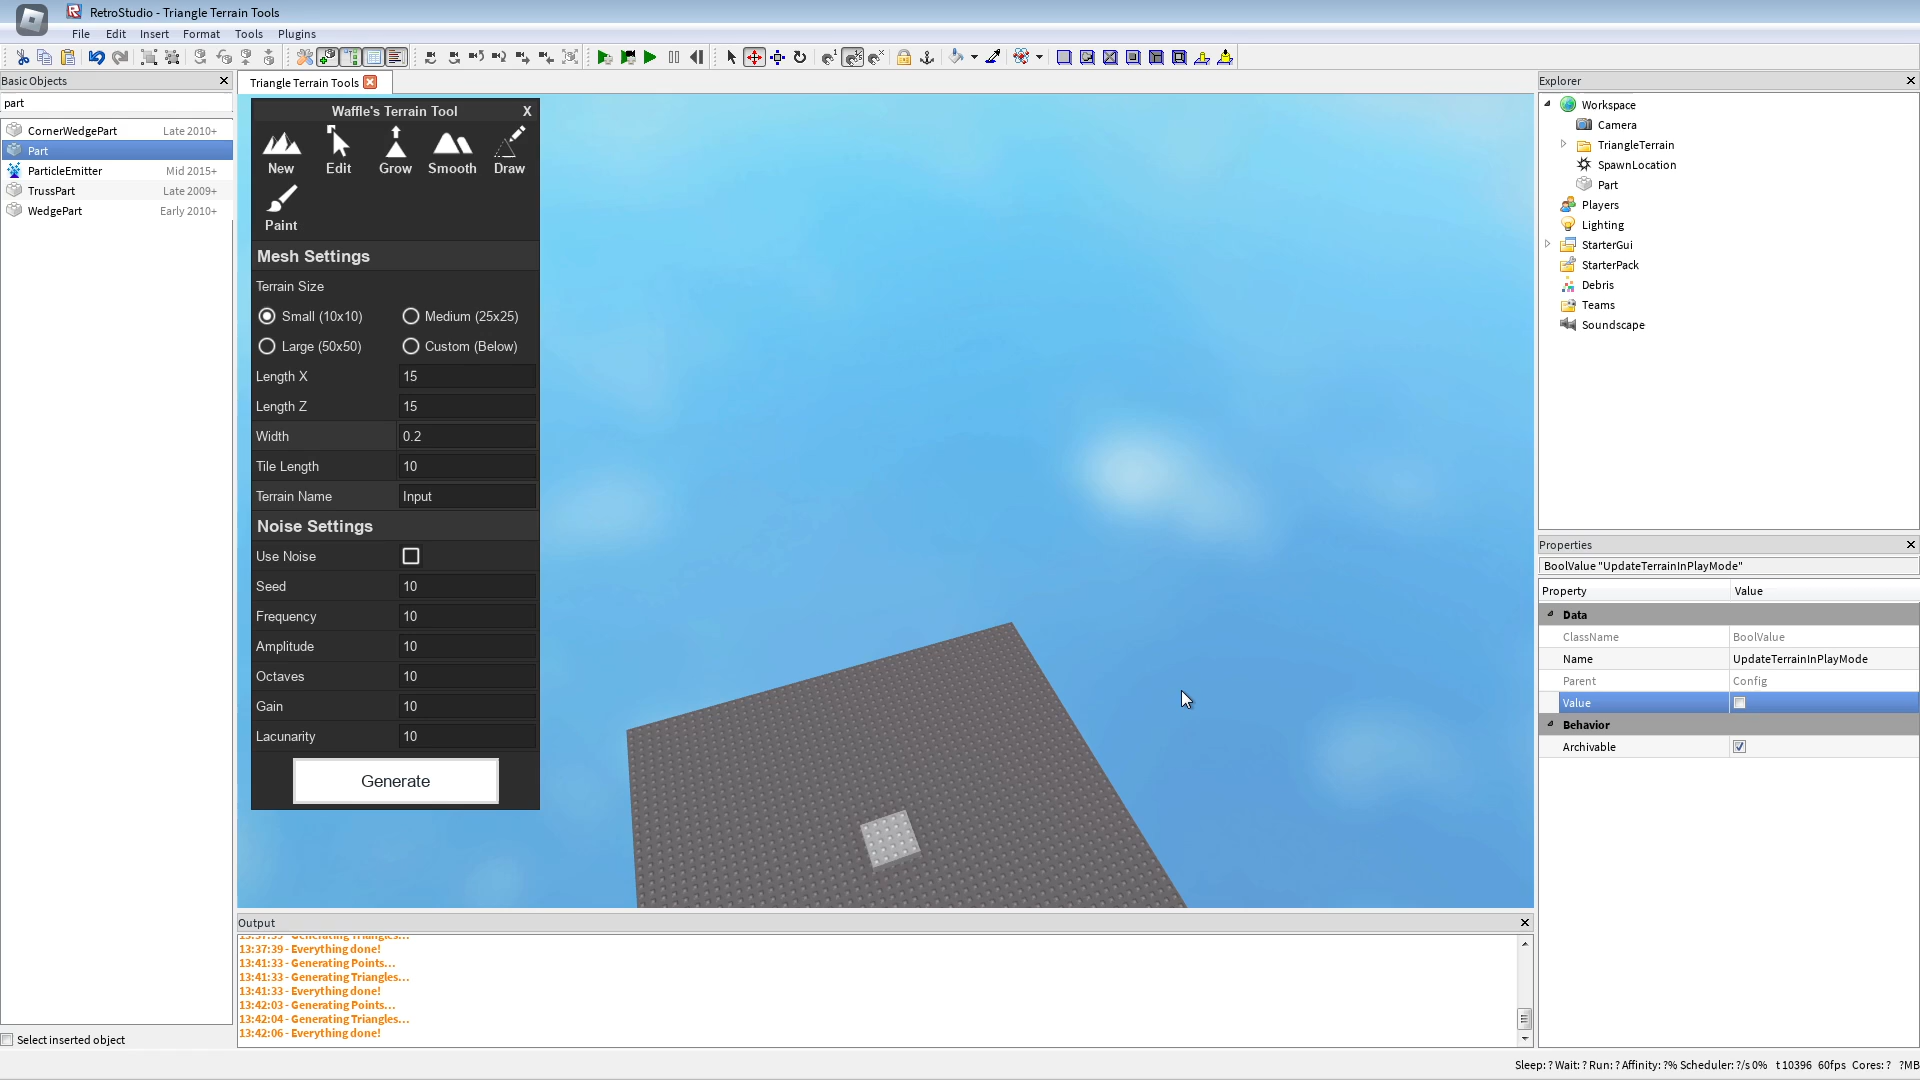 RetroStudio - Triangle Terrain Tools
File Edit Insert Format Tools Plugins
Basic Objects
part
CornerWedgePart Late 2010+
Part
ParticleEmitter Mid 2015+
TrussPart Late 2009+
WedgePart Early 2010+
Select inserted object
Triangle Terrain Tools
Waffle's Terrain Tool X
New Edit Grow Smooth Draw
Paint
Mesh Settings
Terrain Size
Small (10x10) Medium (25x25)
Large (50x50) Custom (Below)
Length X 15
Length Z 15
Width 0.2
Tile Length 10
Terrain Name Input
Noise Settings
Use Noise
Seed 10
Frequency 10
Amplitude 10
Octaves 10
Gain 10
Lacunarity 10
Generate
Output
13:37:39 - Generating Triangles...
13:37:39 - Everything done!
13:41:33 - Generating Points...
13:41:33 - Generating Triangles...
13:41:33 - Everything done!
13:42:03 - Generating Points...
13:42:04 - Generating Triangles...
13:42:06 - Everything done!
Explorer
Workspace
Camera
TriangleTerrain
SpawnLocation
Part
Players
Lighting
StarterGui
StarterPack
Debris
Teams
Soundscape
Properties
BoolValue "UpdateTerrainInPlayMode"
Property Value
Data
ClassName BoolValue
Name UpdateTerrainInPlayMode
Parent Config
Value
Behavior
Archivable
Sleep: ? Wait: ? Run: ? Affinity: ?% Scheduler: ?/s 0% t 10396 60fps Cores: ? ?MB